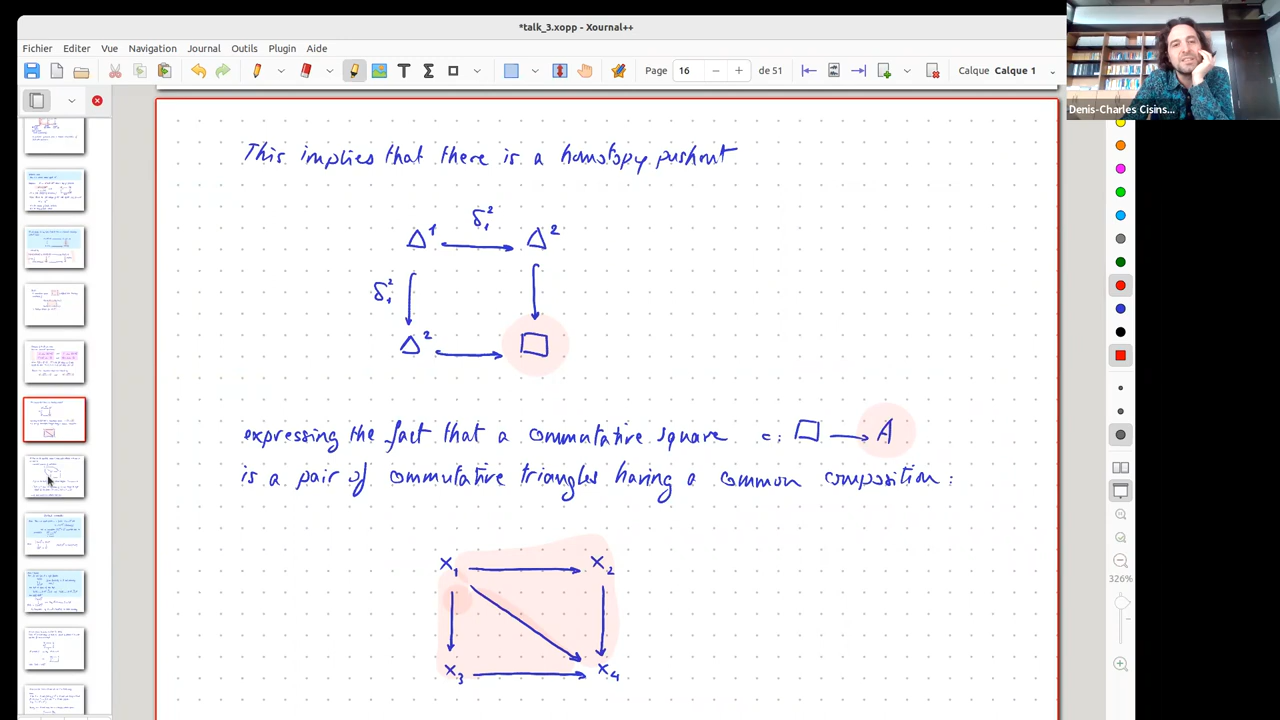 *talk_3.xopp - Xournal++
Fichier Editer Vue Navigation Journal Outils Plugin Aide
Page 16 de 51 Calque Calque 1
Denis-Charles Cisins...
This implies that there is a homotopy pushout
δ₁²
Δ¹ Δ²
δ₁²
Δ² □
expressing the fact that a commutative square c: □ → A
is a pair of commutative triangles having a common composition:
X₁ X₂
X₃ X₄
326%